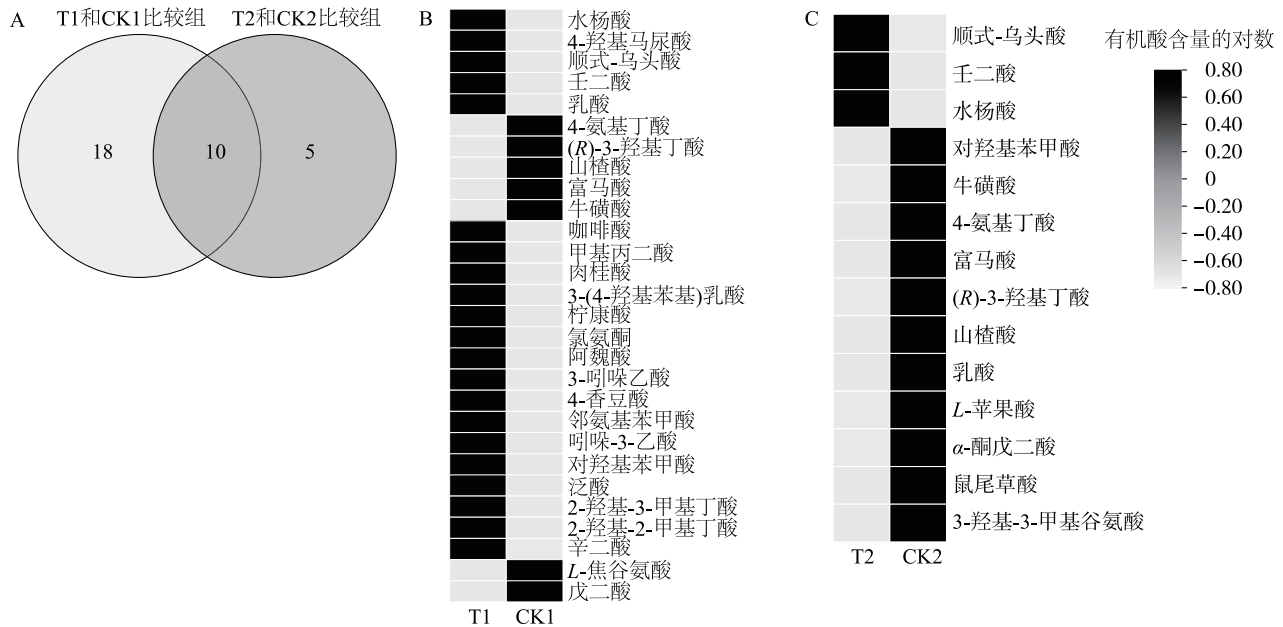 A
T1和CK1比较组
T2和CK2比较组
18
10
5
B
水杨酸
4-羟基马尿酸
顺式-乌头酸
壬二酸
乳酸
4-氨基丁酸
(R)-3-羟基丁酸
山楂酸
富马酸
牛磺酸
咖啡酸
甲基丙二酸
肉桂酸
3-(4-羟基苯基)乳酸
柠康酸
氯氨酮
阿魏酸
3-吲哚乙酸
4-香豆酸
邻氨基苯甲酸
吲哚-3-乙酸
对羟基苯甲酸
泛酸
2-羟基-3-甲基丁酸
2-羟基-2-甲基丁酸
辛二酸
L-焦谷氨酸
戊二酸
T1
CK1
C
顺式-乌头酸
壬二酸
水杨酸
对羟基苯甲酸
牛磺酸
4-氨基丁酸
富马酸
(R)-3-羟基丁酸
山楂酸
乳酸
L-苹果酸
α-酮戊二酸
鼠尾草酸
3-羟基-3-甲基谷氨酸
T2
CK2
有机酸含量的对数
0.80
0.60
0.40
0.20
0
−0.20
−0.40
−0.60
−0.80